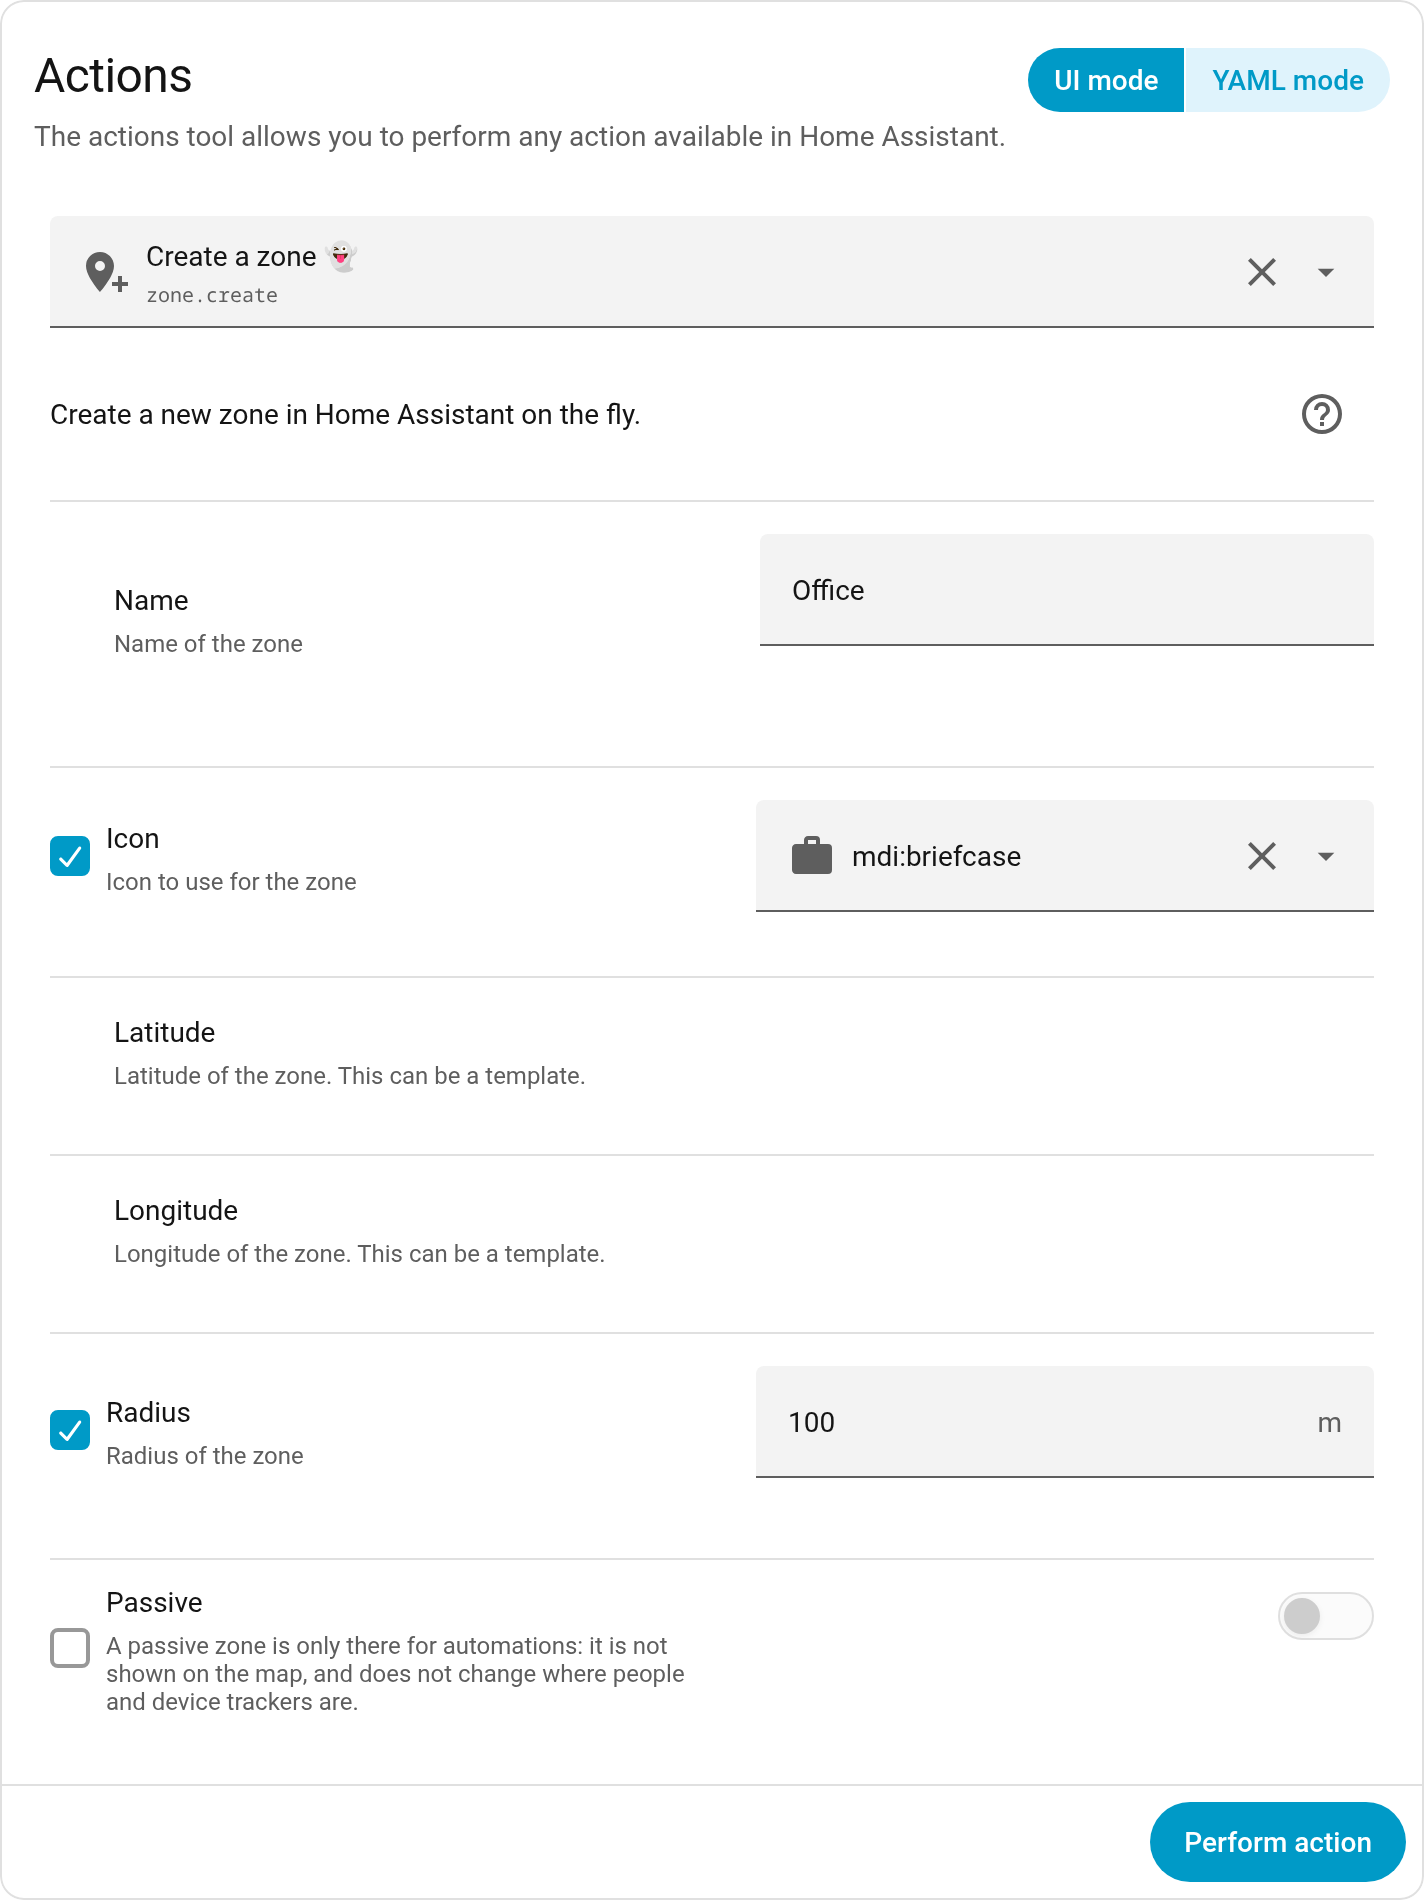 Actions
UI mode
YAML mode
The actions tool allows you to perform any action available in Home Assistant.
Create a zone 👻
zone.create
Create a new zone in Home Assistant on the fly.
Name
Name of the zone
Office
Icon
Icon to use for the zone
mdi:briefcase
Latitude
Latitude of the zone. This can be a template.
Longitude
Longitude of the zone. This can be a template.
Radius
Radius of the zone
100
m
Passive
A passive zone is only there for automations: it is not
shown on the map, and does not change where people
and device trackers are.
Perform action